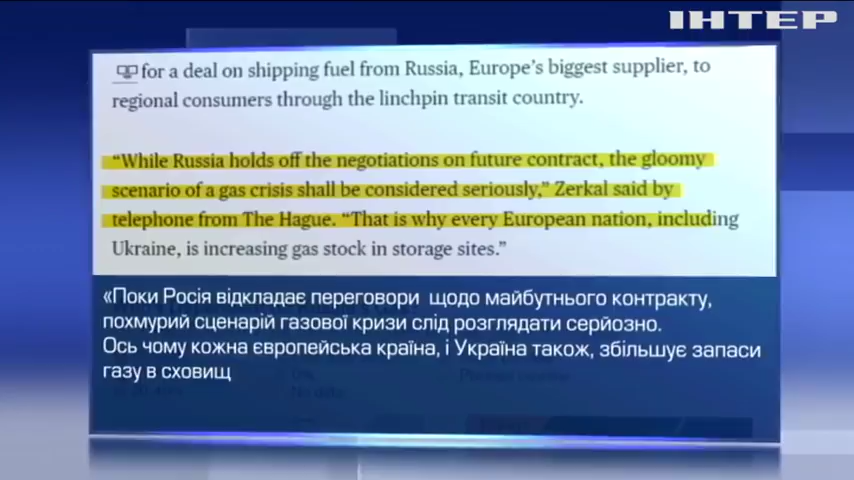 ІНТЕР
for a deal on shipping fuel from Russia, Europe's biggest supplier, to
regional consumers through the linchpin transit country.
“While Russia holds off the negotiations on future contract, the gloomy
scenario of a gas crisis shall be considered seriously,” Zerkal said by
telephone from The Hague. “That is why every European nation, including
Ukraine, is increasing gas stock in storage sites.”
«Поки Росія відкладає переговори щодо майбутнього контракту,
похмурий сценарій газової кризи слід розглядати серйозно.
Ось чому кожна європейська країна, і Україна також, збільшує запаси
газу в сховищ